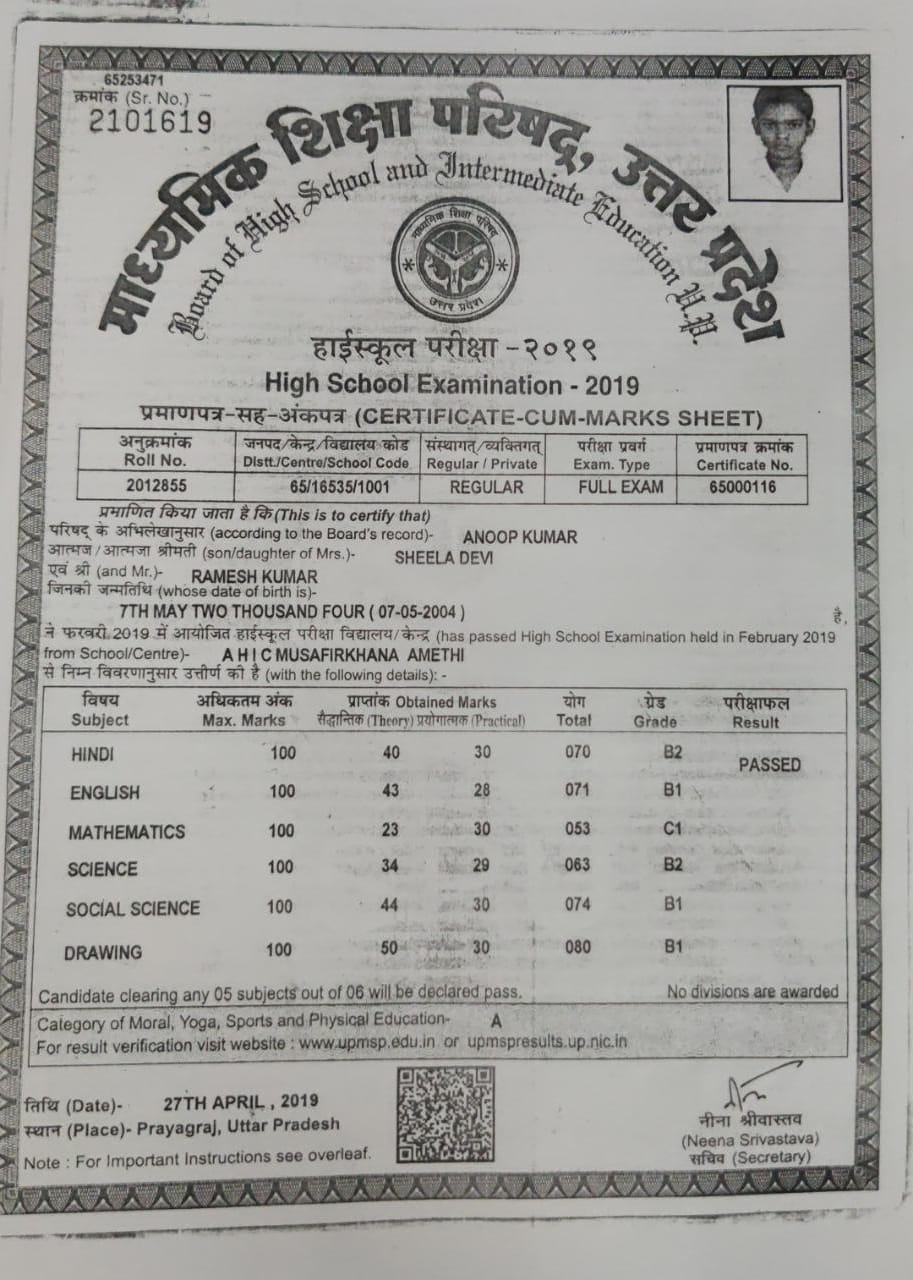 65253471
क्रमांक (Sr. No.)
2101619
माध्यमिक शिक्षा परिषद्, उत्तर प्रदेश
Board of High School and Intermediate Education U.P.
माध्यमिक शिक्षा परिषद
उत्तर प्रदेश
हाईस्कूल परीक्षा -२०१९
High School Examination - 2019
प्रमाणपत्र-सह-अंकपत्र (CERTIFICATE-CUM-MARKS SHEET)
अनुक्रमांक जनपद/केन्द्र/विद्यालय कोड संस्थागत्/व्यक्तिगत् परीक्षा प्रवर्ग प्रमाणपत्र क्रमांक
Roll No. Distt./Centre/School Code Regular / Private Exam. Type Certificate No.
2012855 65/16535/1001 REGULAR FULL EXAM 65000116
प्रमाणित किया जाता है कि(This is to certify that)
परिषद् के अभिलेखानुसार (according to the Board's record)- ANOOP KUMAR
आत्मज/आत्मजा श्रीमती (son/daughter of Mrs.)- SHEELA DEVI
एवं श्री (and Mr.)- RAMESH KUMAR
जिनकी जन्मतिथि (whose date of birth is)-
7TH MAY TWO THOUSAND FOUR ( 07-05-2004 ) है,
ने फरवरी 2019 में आयोजित हाईस्कूल परीक्षा विद्यालय/केन्द्र (has passed High School Examination held in February 2019
from School/Centre)- A H I C MUSAFIRKHANA AMETHI
से निम्न विवरणानुसार उत्तीर्ण की है (with the following details): -
विषय अधिकतम अंक प्राप्तांक Obtained Marks योग ग्रेड परीक्षाफल
Subject Max. Marks सैद्धान्तिक (Theory) प्रयोगात्मक (Practical) Total Grade Result
HINDI 100 40 30 070 B2 PASSED
ENGLISH 100 43 28 071 B1
MATHEMATICS 100 23 30 053 C1
SCIENCE 100 34 29 063 B2
SOCIAL SCIENCE 100 44 30 074 B1
DRAWING 100 50 30 080 B1
Candidate clearing any 05 subjects out of 06 will be declared pass. No divisions are awarded
Category of Moral, Yoga, Sports and Physical Education- A
For result verification visit website : www.upmsp.edu.in or upmspresults.up.nic.in
तिथि (Date)- 27TH APRIL , 2019
स्थान (Place)- Prayagraj, Uttar Pradesh
Note : For Important Instructions see overleaf.
नीना श्रीवास्तव
(Neena Srivastava)
सचिव (Secretary)